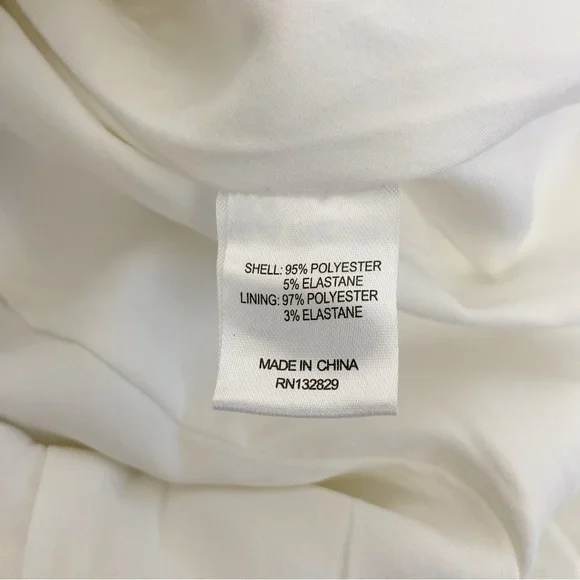 SHELL: 95% POLYESTER
5% ELASTANE
LINING: 97% POLYESTER
3% ELASTANE
MADE IN CHINA
RN132829